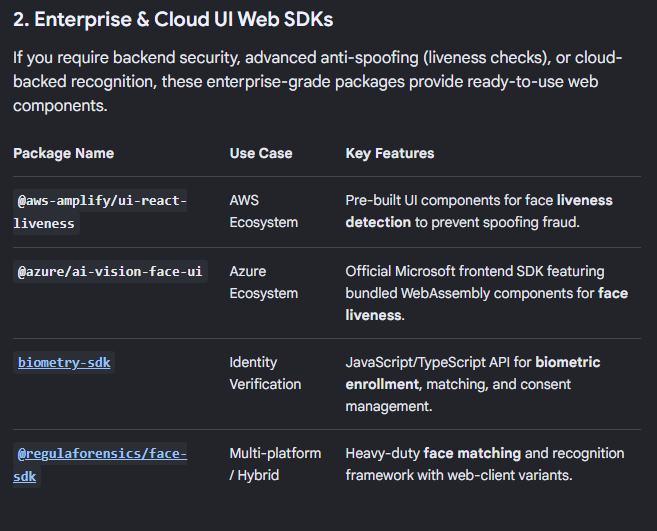 2. Enterprise & Cloud UI Web SDKs
If you require backend security, advanced anti-spoofing (liveness checks), or cloud-
backed recognition, these enterprise-grade packages provide ready-to-use web
components.
Package Name Use Case Key Features
@aws-amplify/ui-react-
liveness
AWS
Ecosystem
Pre-built UI components for face liveness
detection to prevent spoofing fraud.
@azure/ai-vision-face-ui
Azure
Ecosystem
Official Microsoft frontend SDK featuring
bundled WebAssembly components for face
liveness.
biometry-sdk
Identity
Verification
JavaScript/TypeScript API for biometric
enrollment, matching, and consent
management.
@regulaforensics/face-
sdk
Multi-platform
/ Hybrid
Heavy-duty face matching and recognition
framework with web-client variants.